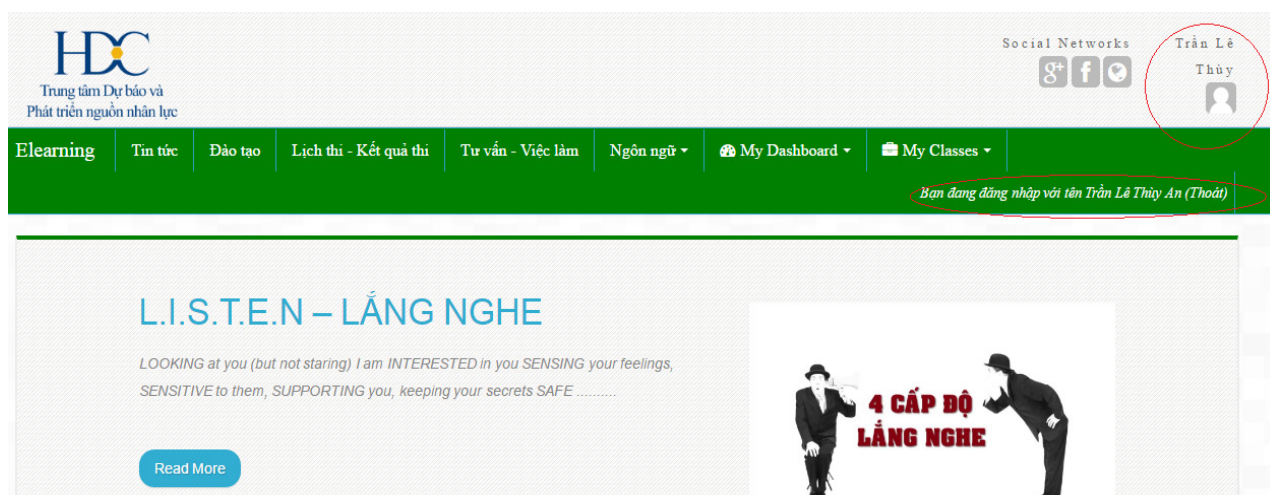 HDC
Trung tâm Dự báo và
Phát triển nguồn nhân lực
Social Networks
g+ f
Trần Lê
Thùy
Elearning Tin tức Đào tạo Lịch thi - Kết quả thi Tư vấn - Việc làm Ngôn ngữ My Dashboard My Classes
Bạn đang đăng nhập với tên Trần Lê Thùy An (Thoát)
L.I.S.T.E.N – LẮNG NGHE
LOOKING at you (but not staring) I am INTERESTED in you SENSING your feelings,
SENSITIVE to them, SUPPORTING you, keeping your secrets SAFE ..........
Read More
4 CẤP ĐỘ
LẮNG NGHE